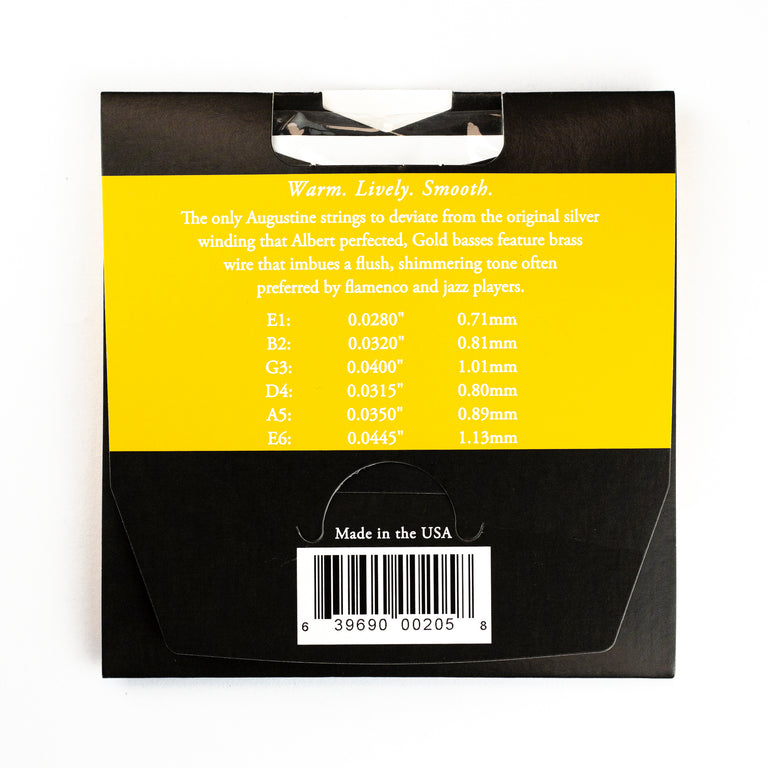 Warm. Lively. Smooth.
The only Augustine strings to deviate from the original silver
winding that Albert perfected, Gold basses feature brass
wire that imbues a flush, shimmering tone often
preferred by flamenco and jazz players.
E1: 0.0280" 0.71mm
B2: 0.0320" 0.81mm
G3: 0.0400" 1.01mm
D4: 0.0315" 0.80mm
A5: 0.0350" 0.89mm
E6: 0.0445" 1.13mm
Made in the USA
6 39690 00205 8